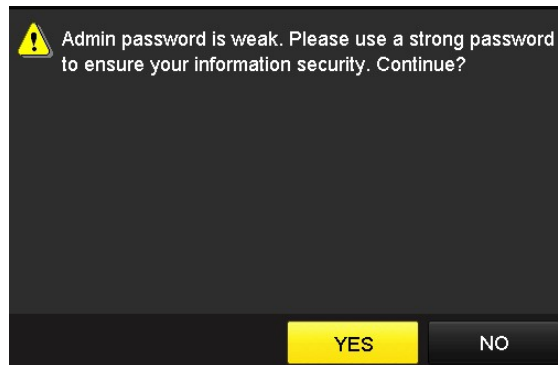 Admin password is weak. Please use a strong password
to ensure your information security. Continue?
YES
NO